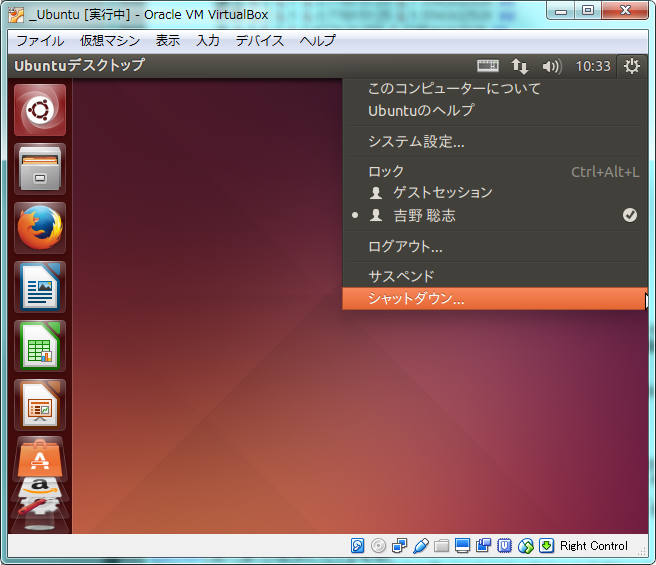 _Ubuntu [実行中] - Oracle VM VirtualBox
ファイル 仮想マシン 表示 入力 デバイス ヘルプ
Ubuntuデスクトップ 10:33
このコンピューターについて
Ubuntuのヘルプ
システム設定...
ロック Ctrl+Alt+L
ゲストセッション
吉野 聡志
ログアウト...
サスペンド
シャットダウン...
Right Control